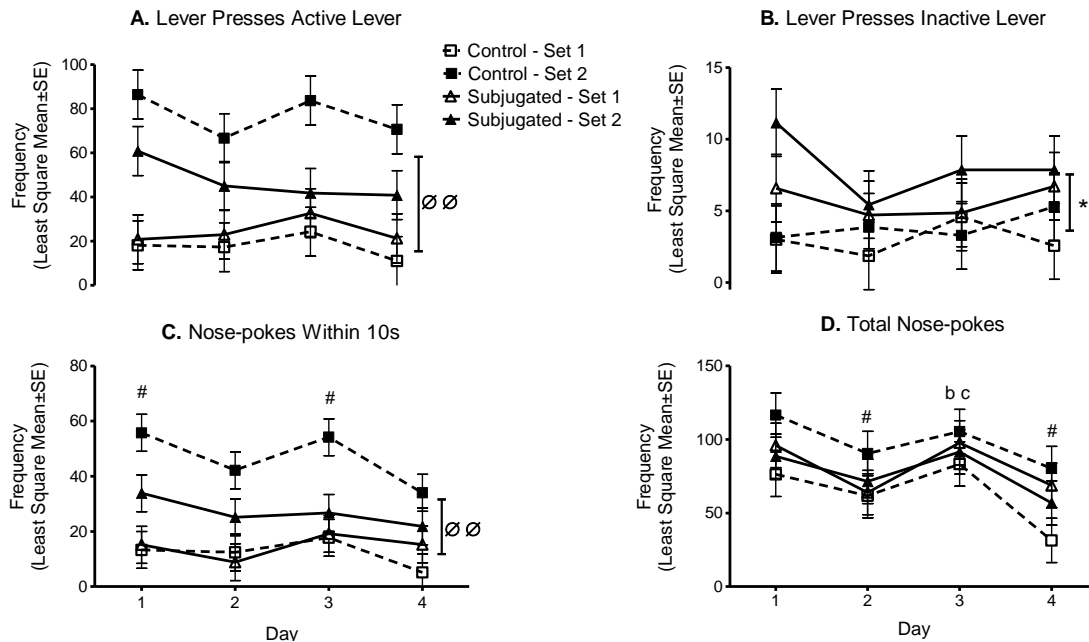 A. Lever Presses Active Lever
Frequency
(Least Square Mean±SE)
100
80
60
40
20
0
ØØ
Control - Set 1
Control - Set 2
Subjugated - Set 1
Subjugated - Set 2
B. Lever Presses Inactive Lever
Frequency
(Least Square Mean±SE)
15
10
5
0
*
C. Nose-pokes Within 10s
Frequency
(Least Square Mean±SE)
80
60
40
20
0
#
#
ØØ
1 2 3 4
Day
D. Total Nose-pokes
Frequency
(Least Square Mean±SE)
150
100
50
0
#
b c
#
1 2 3 4
Day